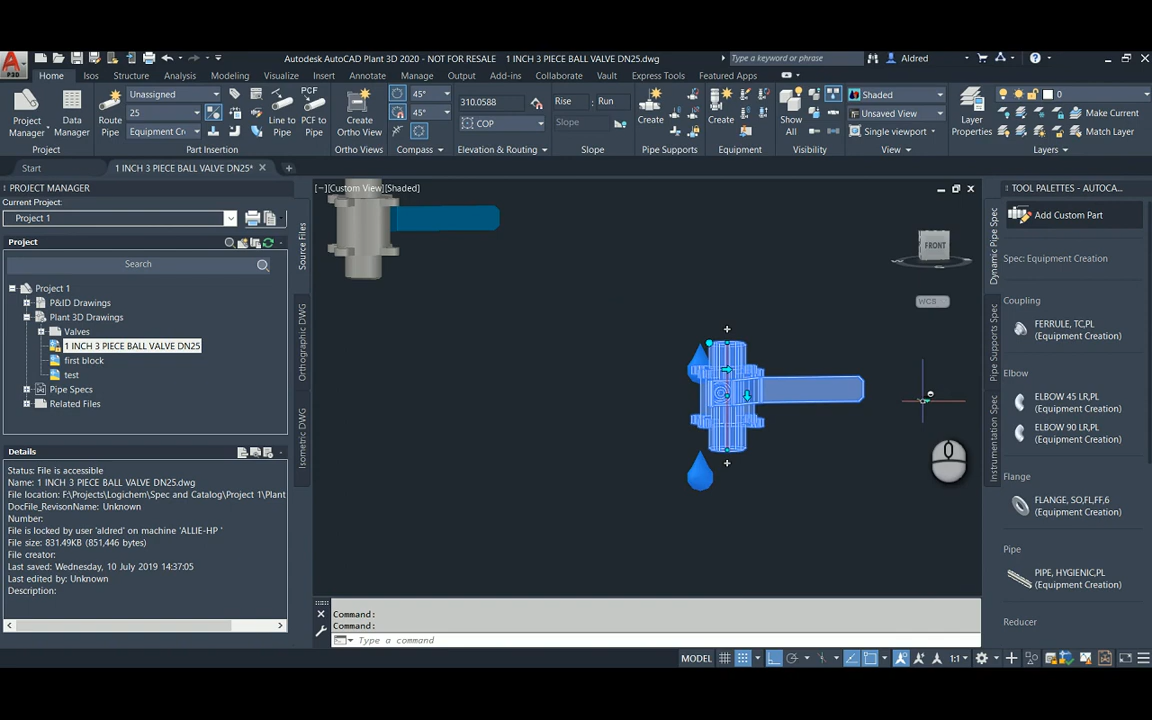 Autodesk AutoCAD Plant 3D 2020 - NOT FOR RESALE 1 INCH 3 PIECE BALL VALVE DN25.dwg
Type a keyword or phrase
Aldred
P3D
Home Isos Structure Analysis Modeling Visualize Insert Annotate Manage Output Add-ins Collaborate Vault Express Tools Featured Apps
Project Manager
Data Manager
Project
Route Pipe
Unassigned
25
Equipment Cr
Line to Pipe
PCF to Pipe
Part Insertion
Create Ortho View
Ortho Views
45°
45°
Compass
310.0588
COP
Elevation & Routing
Rise : Run
Slope
Slope
Create
Pipe Supports
Create
Equipment
Show All
Visibility
Shaded
Unsaved View
Single viewport
View
Layer Properties
0
Make Current
Match Layer
Layers
Start
1 INCH 3 PIECE BALL VALVE DN25*
PROJECT MANAGER
Current Project:
Project 1
Project
Search
Project 1
P&ID Drawings
Plant 3D Drawings
Valves
1 INCH 3 PIECE BALL VALVE DN25
first block
test
Pipe Specs
Related Files
Source Files
Orthographic DWG
Isometric DWG
Details
Status: File is accessible
Name: 1 INCH 3 PIECE BALL VALVE DN25.dwg
File location: F:\Projects\Logichem\Spec and Catalog\Project 1\Plant
DocFile_RevisonName: Unknown
Number:
File is locked by user 'aldred' on machine 'ALLIE-HP '
File size: 831.49KB (851,446 bytes)
File creator:
Last saved: Wednesday, 10 July 2019 14:37:05
Last edited by: Unknown
Description:
[−][Custom View][Shaded]
FRONT
WCS
Command:
Command:
Type a command
TOOL PALETTES - AUTOCA...
Dynamic Pipe Spec
Pipe Supports Spec
Instrumentation Spec
Add Custom Part
Spec: Equipment Creation
Coupling
FERRULE, TC,PL
(Equipment Creation)
Elbow
ELBOW 45 LR,PL
(Equipment Creation)
ELBOW 90 LR,PL
(Equipment Creation)
Flange
FLANGE, SO,FL,FF,6
(Equipment Creation)
Pipe
PIPE, HYGIENIC,PL
(Equipment Creation)
Reducer
MODEL
1:1